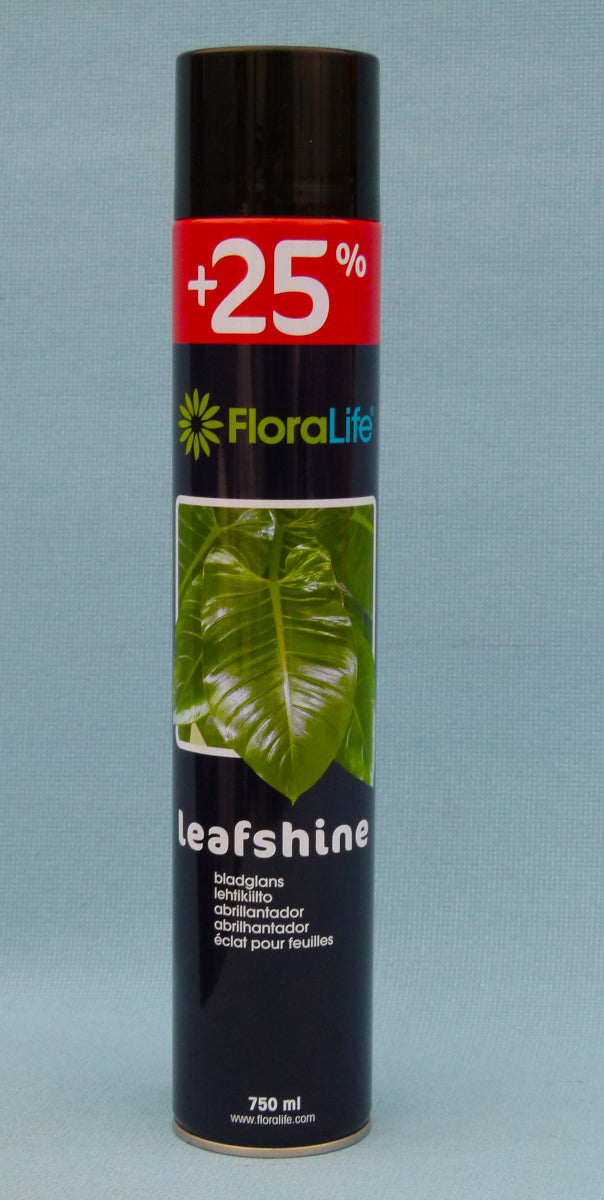 +25%
FloraLife®
leafshine
bladglans
lehtikiilto
abrillantador
abrilhantador
éclat pour feuilles
750 ml
www.floralife.com